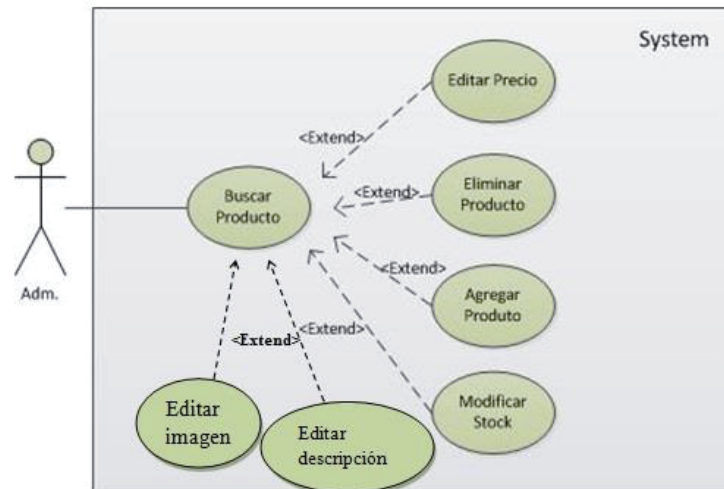 System
Editar Precio
<Extend>
Eliminar
Producto
<Extend>
Buscar
Producto
Adm.
<Extend>
Agregar
Produto
<Extend>
<Extend>
Modificar
Stock
Editar
imagen
Editar
descripción